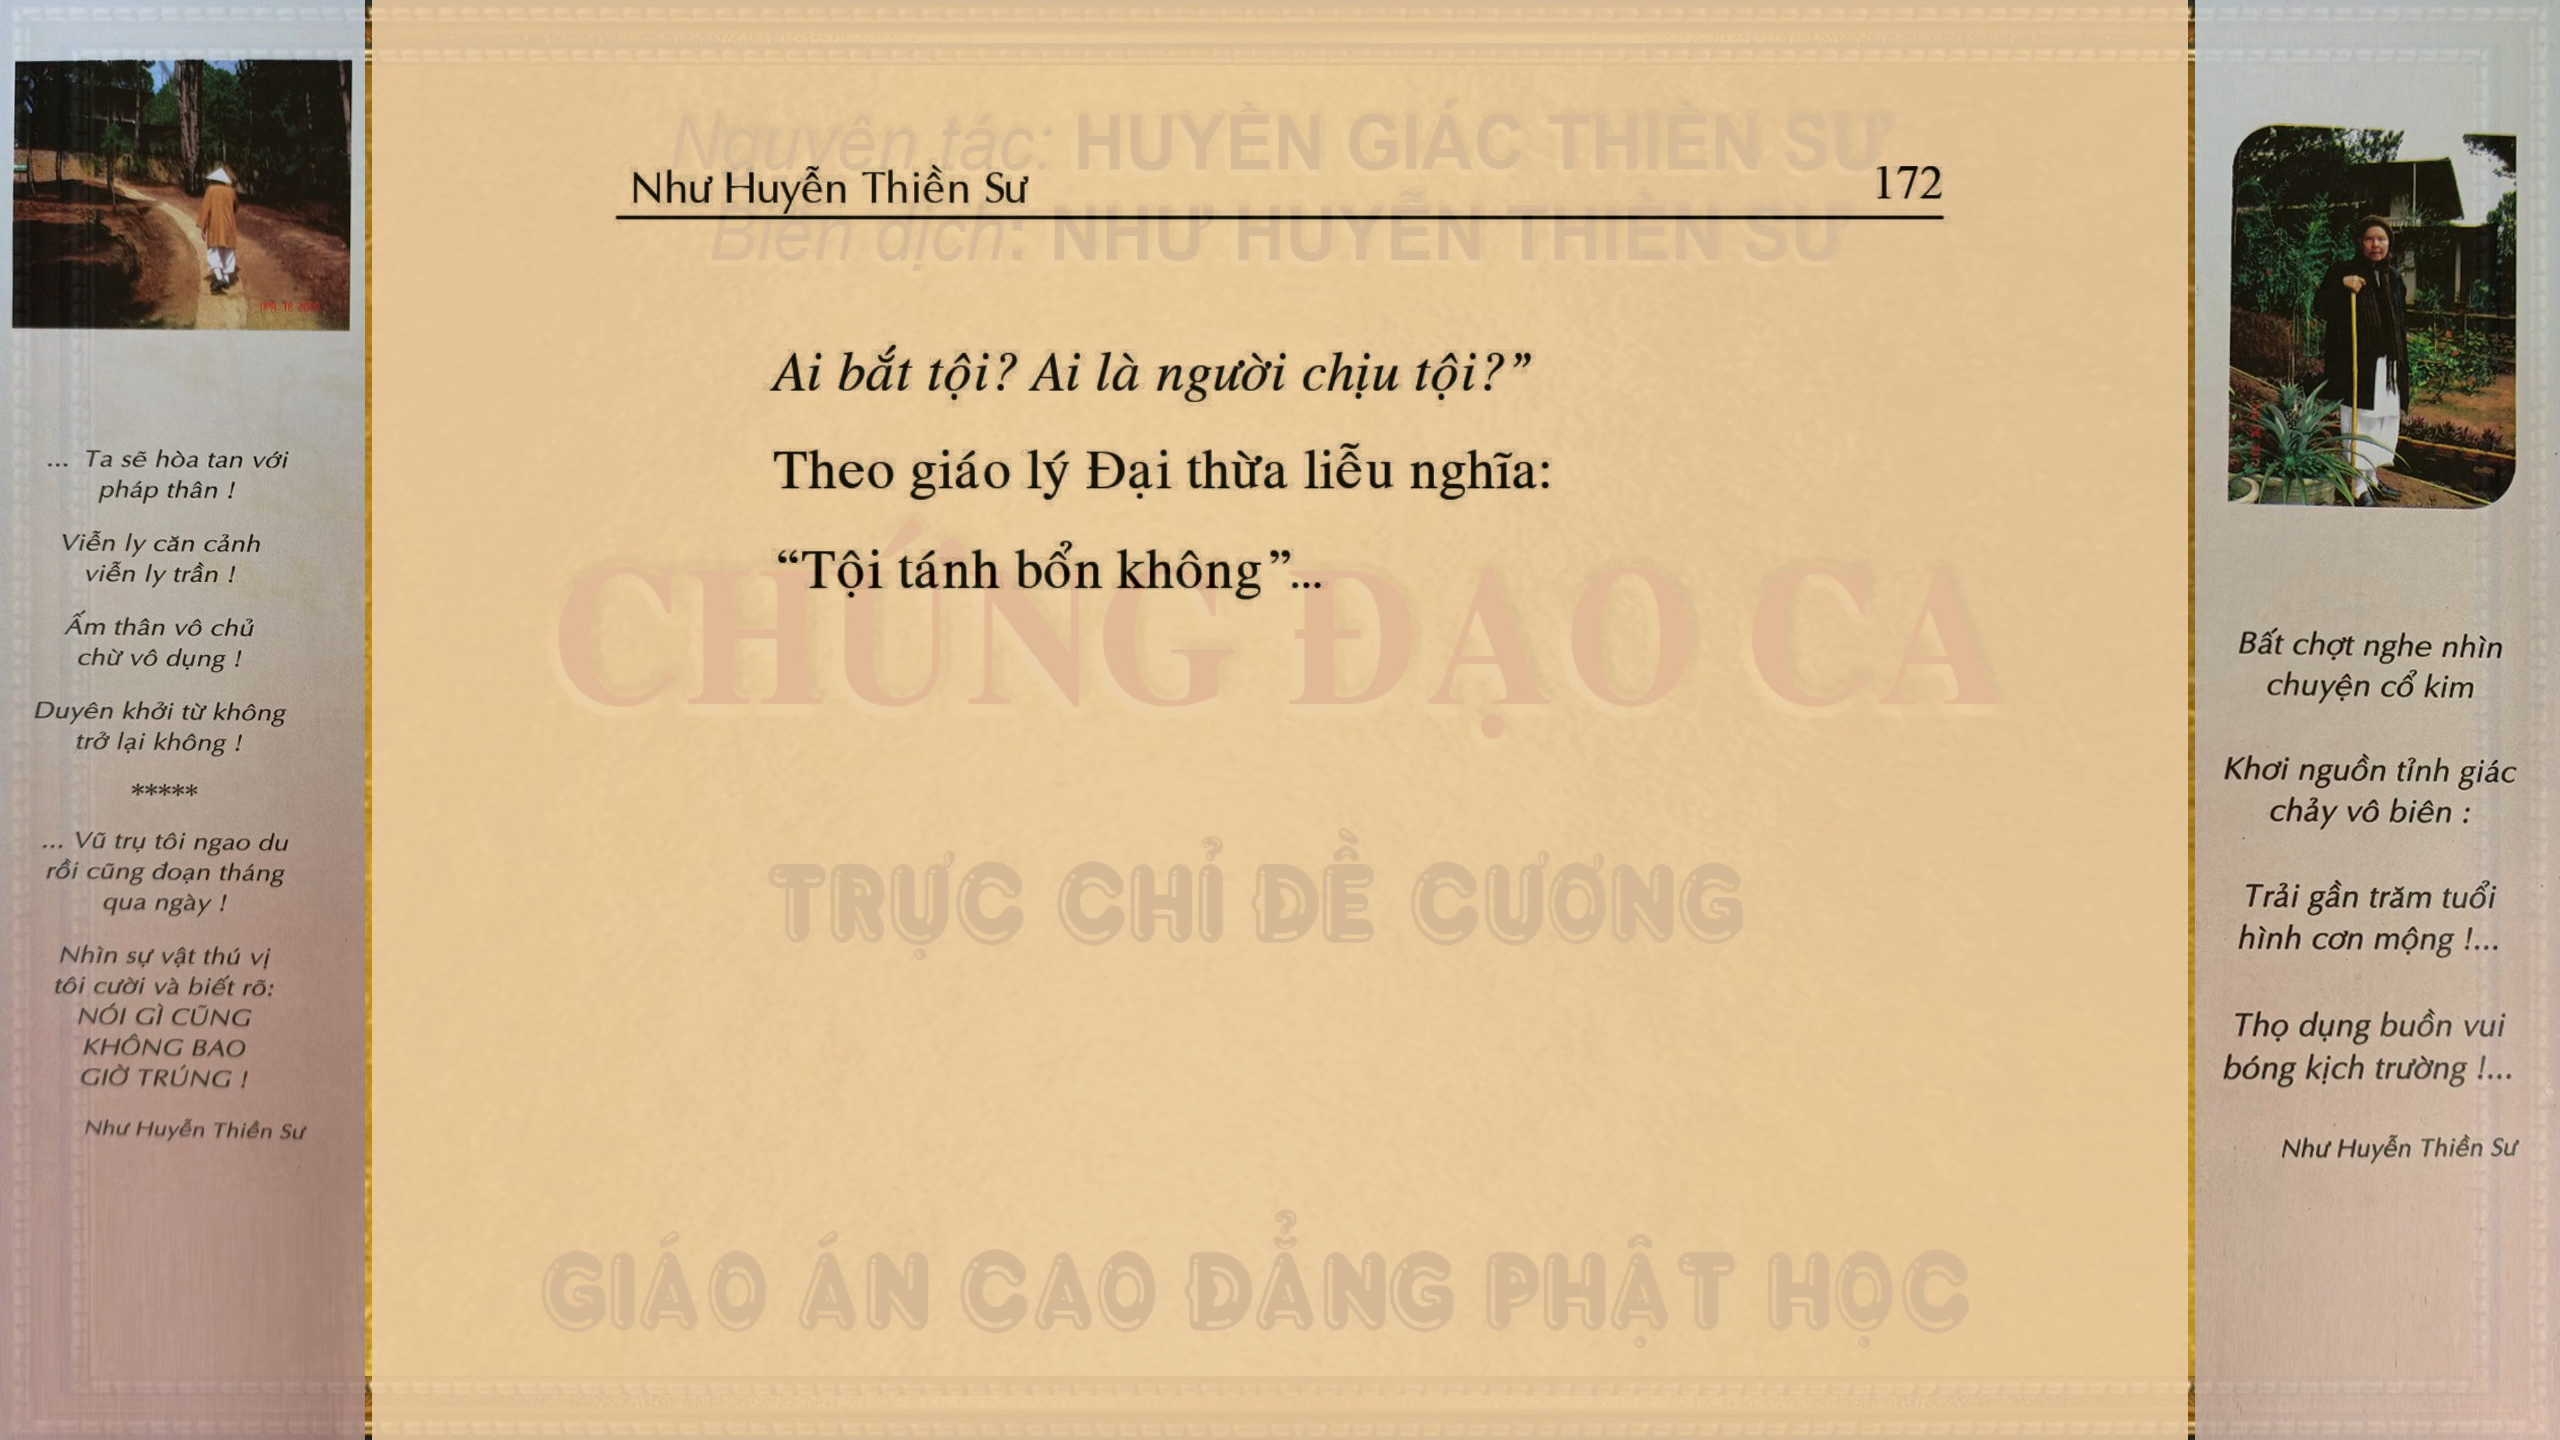 ... Ta sẽ hòa tan với
pháp thân !
Viễn ly căn cảnh
viễn ly trần !
Ấm thân vô chủ
chừ vô dụng !
Duyên khởi từ không
trở lại không !
*****
... Vũ trụ tôi ngao du
rồi cũng đoạn tháng
qua ngày !
Nhìn sự vật thú vị
tôi cười và biết rõ:
NÓI GÌ CŨNG
KHÔNG BAO
GIỜ TRÚNG !
Như Huyễn Thiền Sư
Nguyên tác: HUYỀN GIÁC THIỀN SƯ
Như Huyễn Thiền Sư 172
Biên dịch: NHƯ HUYỄN THIỀN SƯ
Ai bắt tội? Ai là người chịu tội?”
Theo giáo lý Đại thừa liễu nghĩa:
“Tội tánh bổn không”...
CHỨNG ĐẠO CA
TRỰC CHỈ ĐỀ CƯƠNG
GIÁO ÁN CAO ĐẲNG PHẬT HỌC
Bất chợt nghe nhìn
chuyện cổ kim
Khơi nguồn tỉnh giác
chảy vô biên :
Trải gần trăm tuổi
hình cơn mộng !...
Thọ dụng buồn vui
bóng kịch trường !...
Như Huyễn Thiền Sư